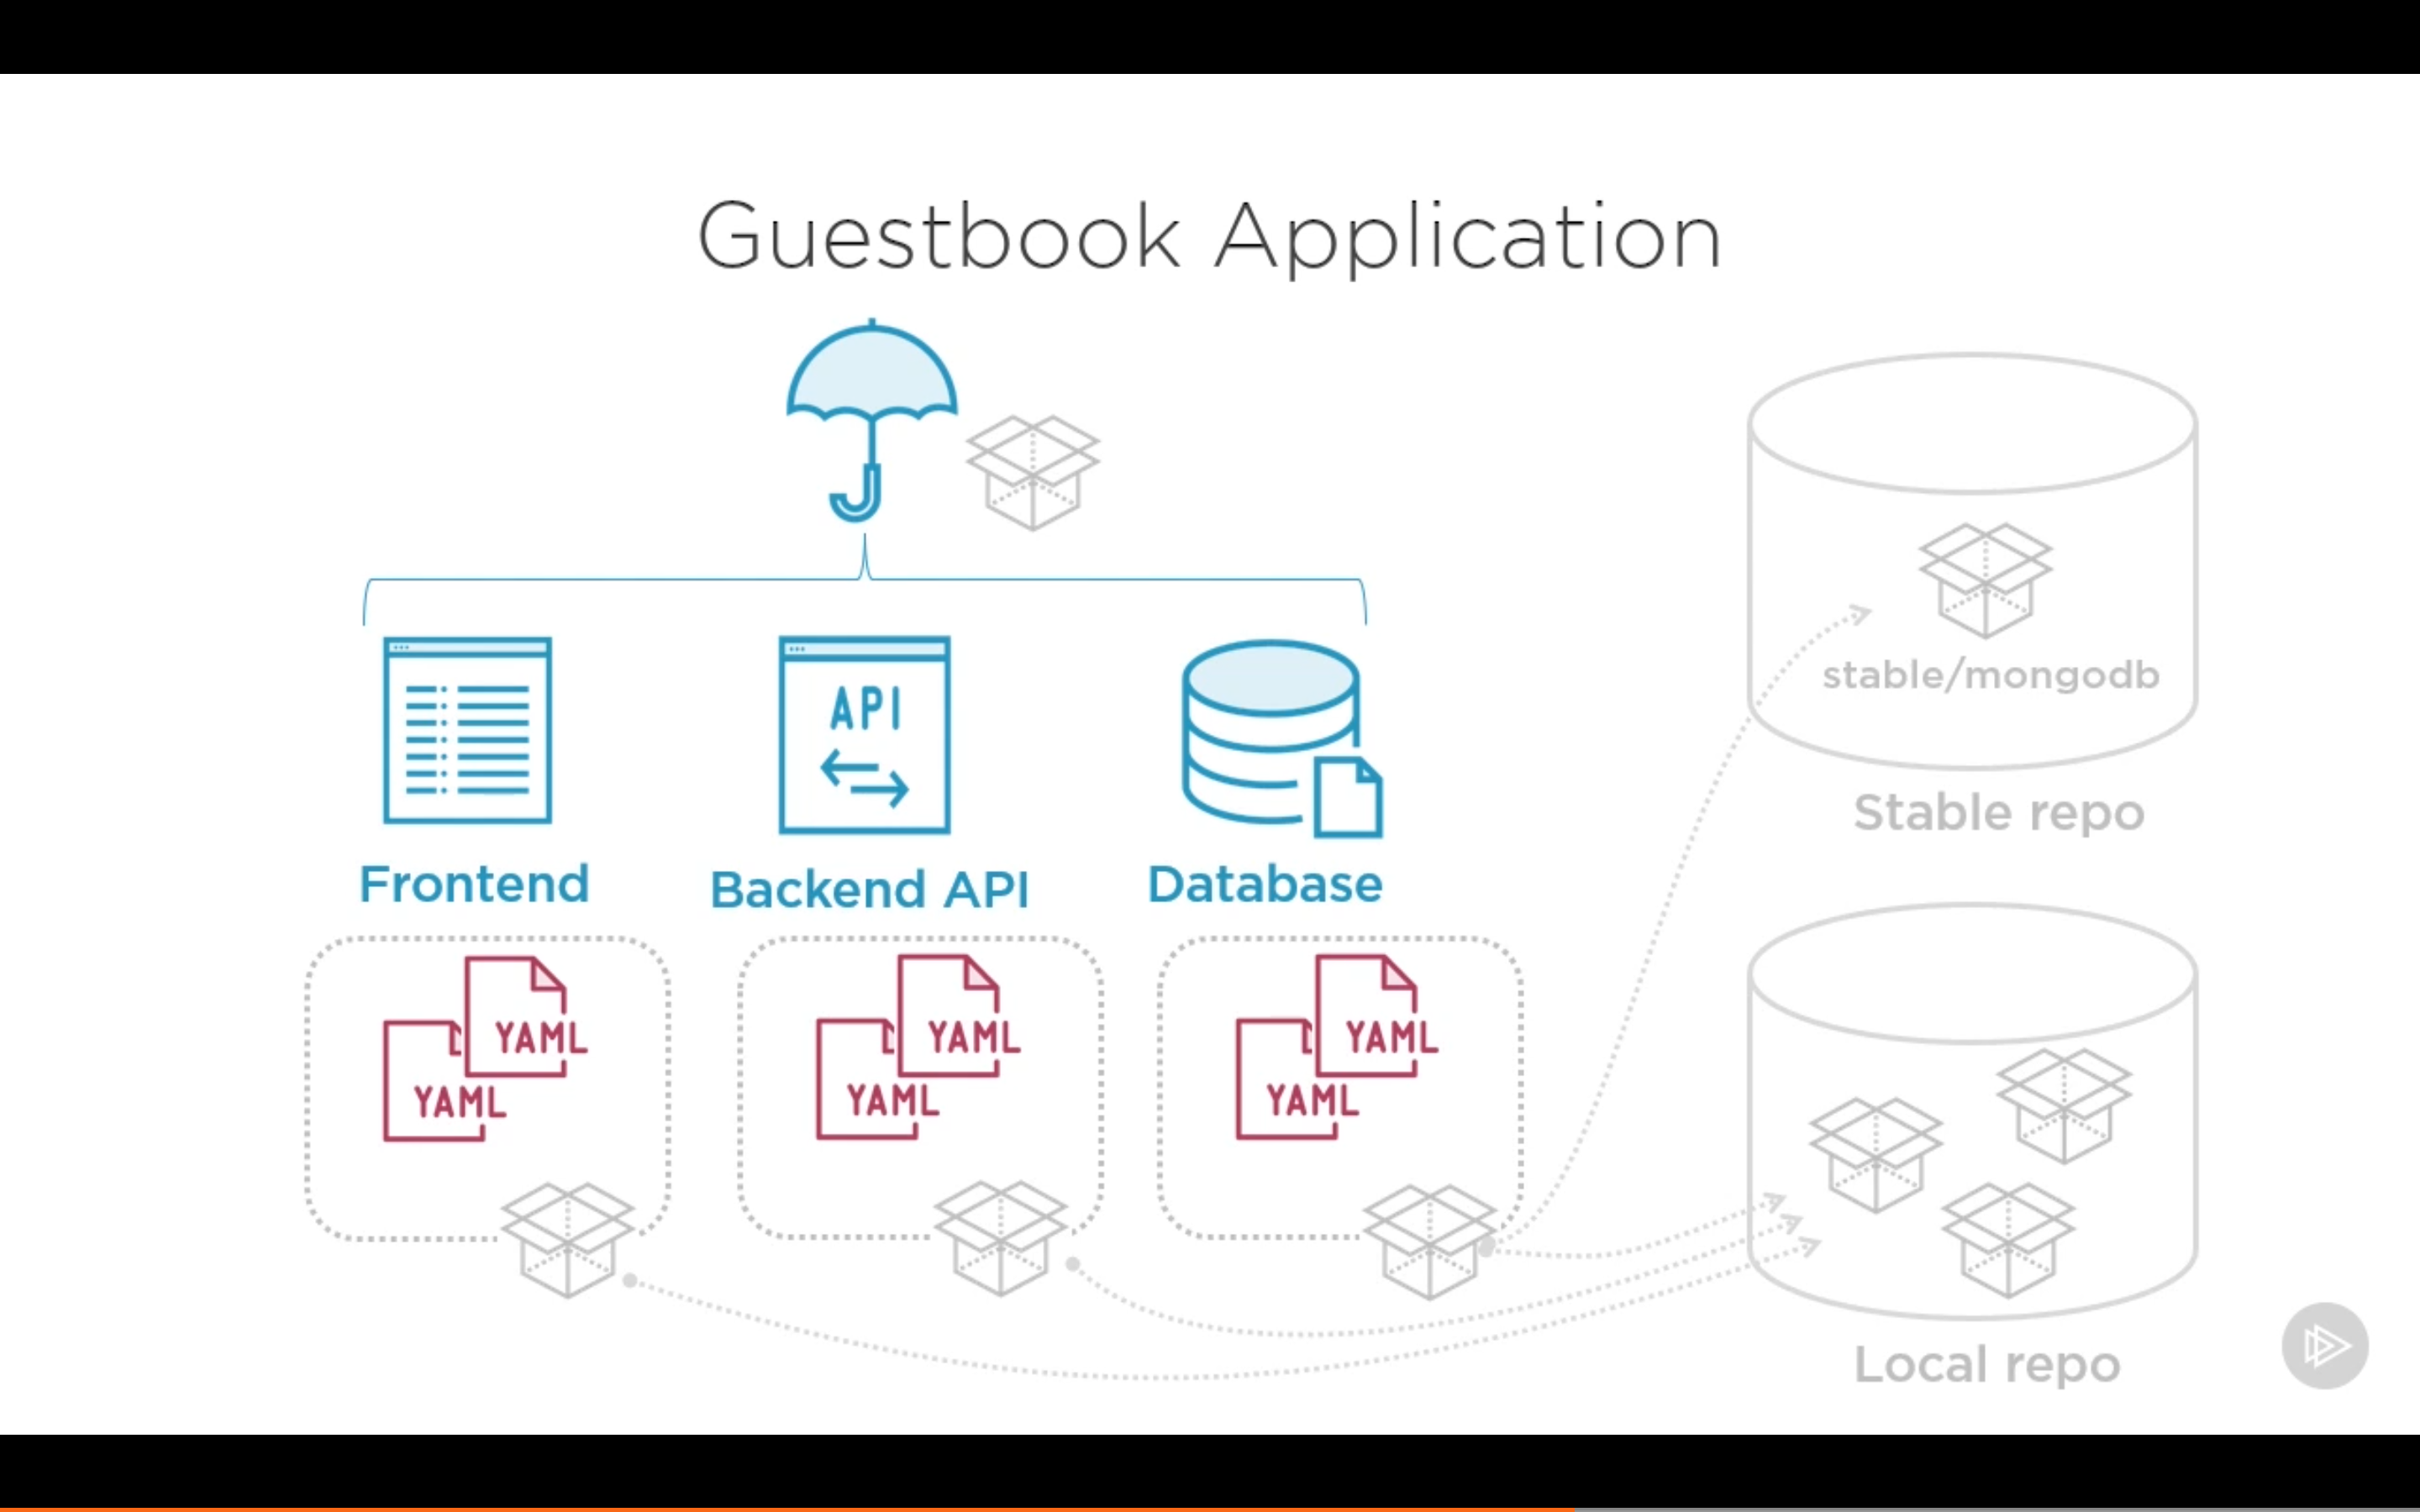 Guestbook Application
API
Frontend
Backend API
Database
YAML
YAML
YAML
YAML
YAML
YAML
stable/mongodb
Stable repo
Local repo